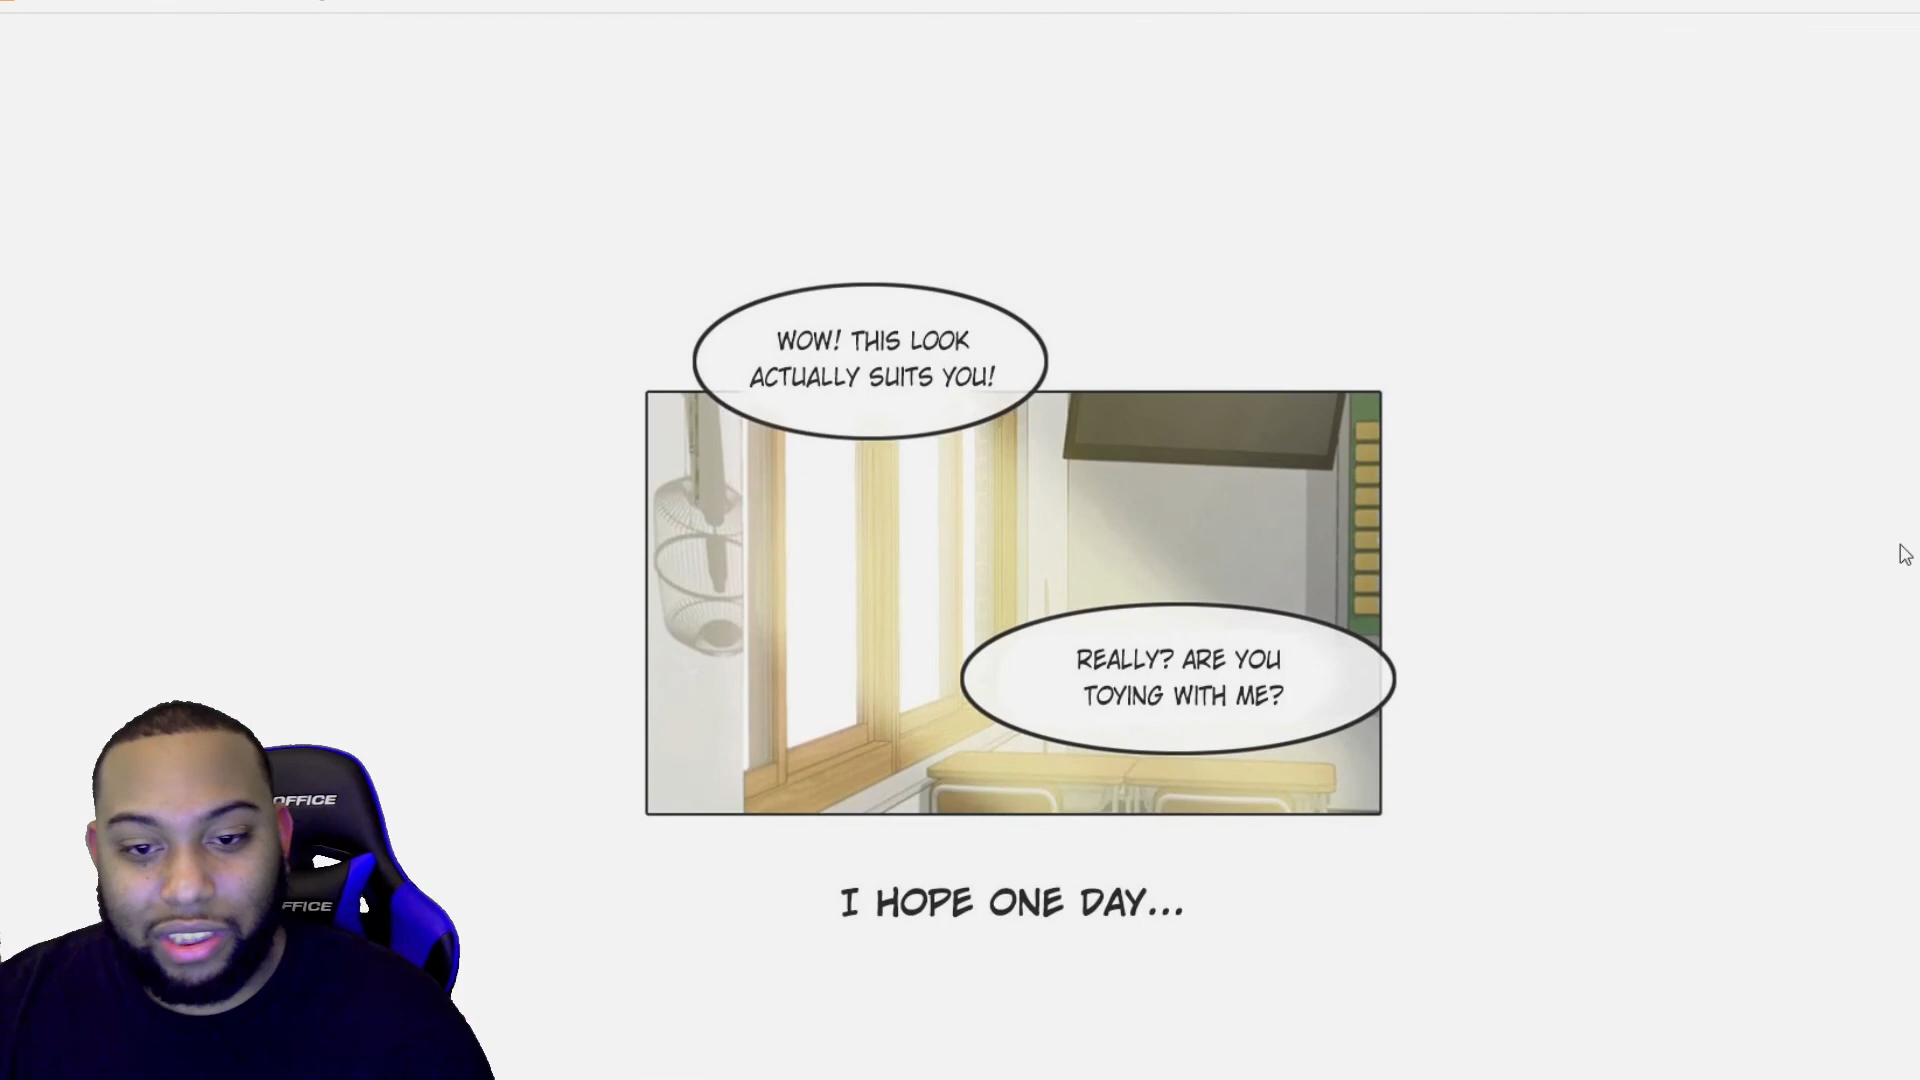 WOW! THIS LOOK
ACTUALLY SUITS YOU!
REALLY? ARE YOU
TOYING WITH ME?
I HOPE ONE DAY...
OFFICE
FFICE